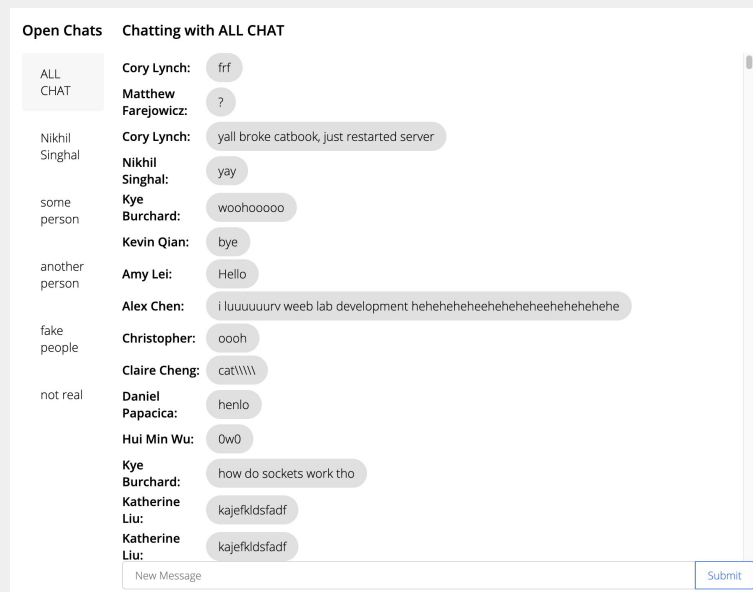 Open Chats
Chatting with ALL CHAT
ALL
CHAT
Nikhil
Singhal
some
person
another
person
fake
people
not real
Cory Lynch: frf
Matthew
Farejowicz: ?
Cory Lynch: yall broke catbook, just restarted server
Nikhil
Singhal: yay
Kye
Burchard: woohooooo
Kevin Qian: bye
Amy Lei: Hello
Alex Chen: i luuuuuurv weeb lab development heheheheheeheheheheeheheheheehe
Christopher: oooh
Claire Cheng: cat\\\\\
Daniel
Papacica: henlo
Hui Min Wu: 0w0
Kye
Burchard: how do sockets work tho
Katherine
Liu: kajefkldsfadf
Katherine
Liu: kajefkldsfadf
New Message
Submit